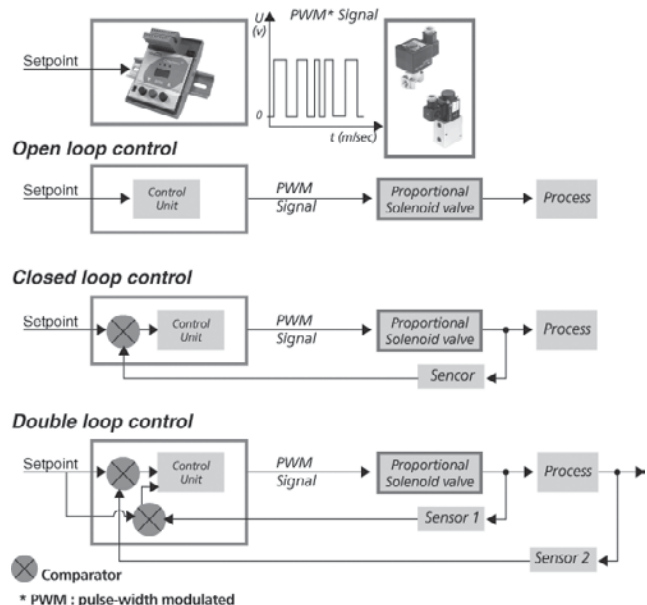 U
(v)
PWM* Signal
Setpoint
0
t (m/sec)
Open loop control
Setpoint
Control
Unit
PWM
Signal
Proportional
Solenoid valve
Process
Closed loop control
Setpoint
Control
Unit
PWM
Signal
Proportional
Solenoid valve
Process
Sencor
Double loop control
Setpoint
Control
Unit
PWM
Signal
Proportional
Solenoid valve
Process
Sensor 1
Sensor 2
Comparator
* PWM : pulse-width modulated